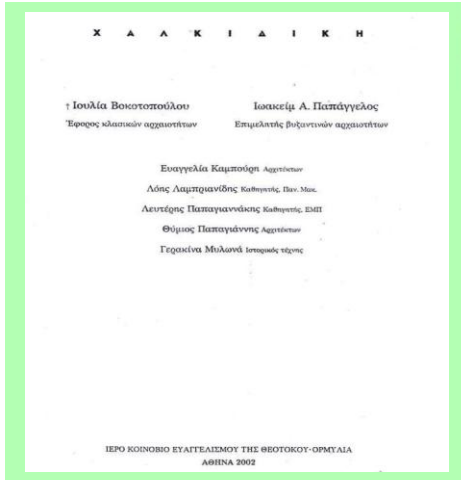 ΧΑΛΚΙΔΙΚΗ
† Ιουλία Βοκοτοπούλου
Έφορος κλασικών αρχαιοτήτων
Ιωακείμ Α. Παπάγγελος
Επιμελητής βυζαντινών αρχαιοτήτων
Ευαγγελία Καμπούρη Αρχιτέκτων
Λόης Λαμπριανίδης Καθηγητής, Παν. Μακ.
Λευτέρης Παπαγιαννάκης Καθηγητής, ΕΜΠ
Θύμιος Παπαγιάννης Αρχιτέκτων
Γερακίνα Μυλωνά Ιστορικός τέχνης
ΙΕΡΟ ΚΟΙΝΟΒΙΟ ΕΥΑΓΓΕΛΙΣΜΟΥ ΤΗΣ ΘΕΟΤΟΚΟΥ-ΟΡΜΥΛΙΑ
ΑΘΗΝΑ 2002